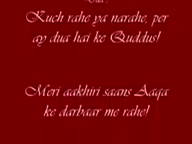 Kuch rahe ya narahe, per
ay dua hai ke Quddus!
Meri aakhiri saans Aaqa
ke darbaar me rahe!